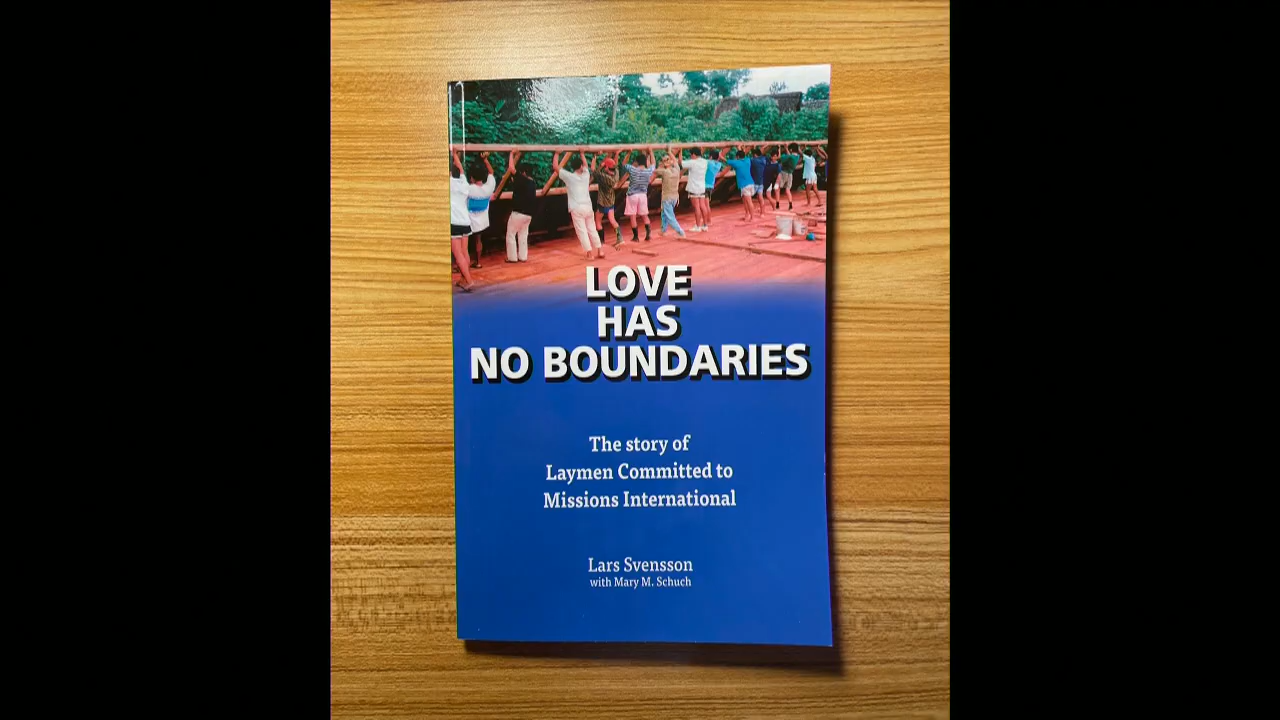 LOVE
HAS
NO BOUNDARIES
The story of
Laymen Committed to
Missions International
Lars Svensson
with Mary M. Schuch